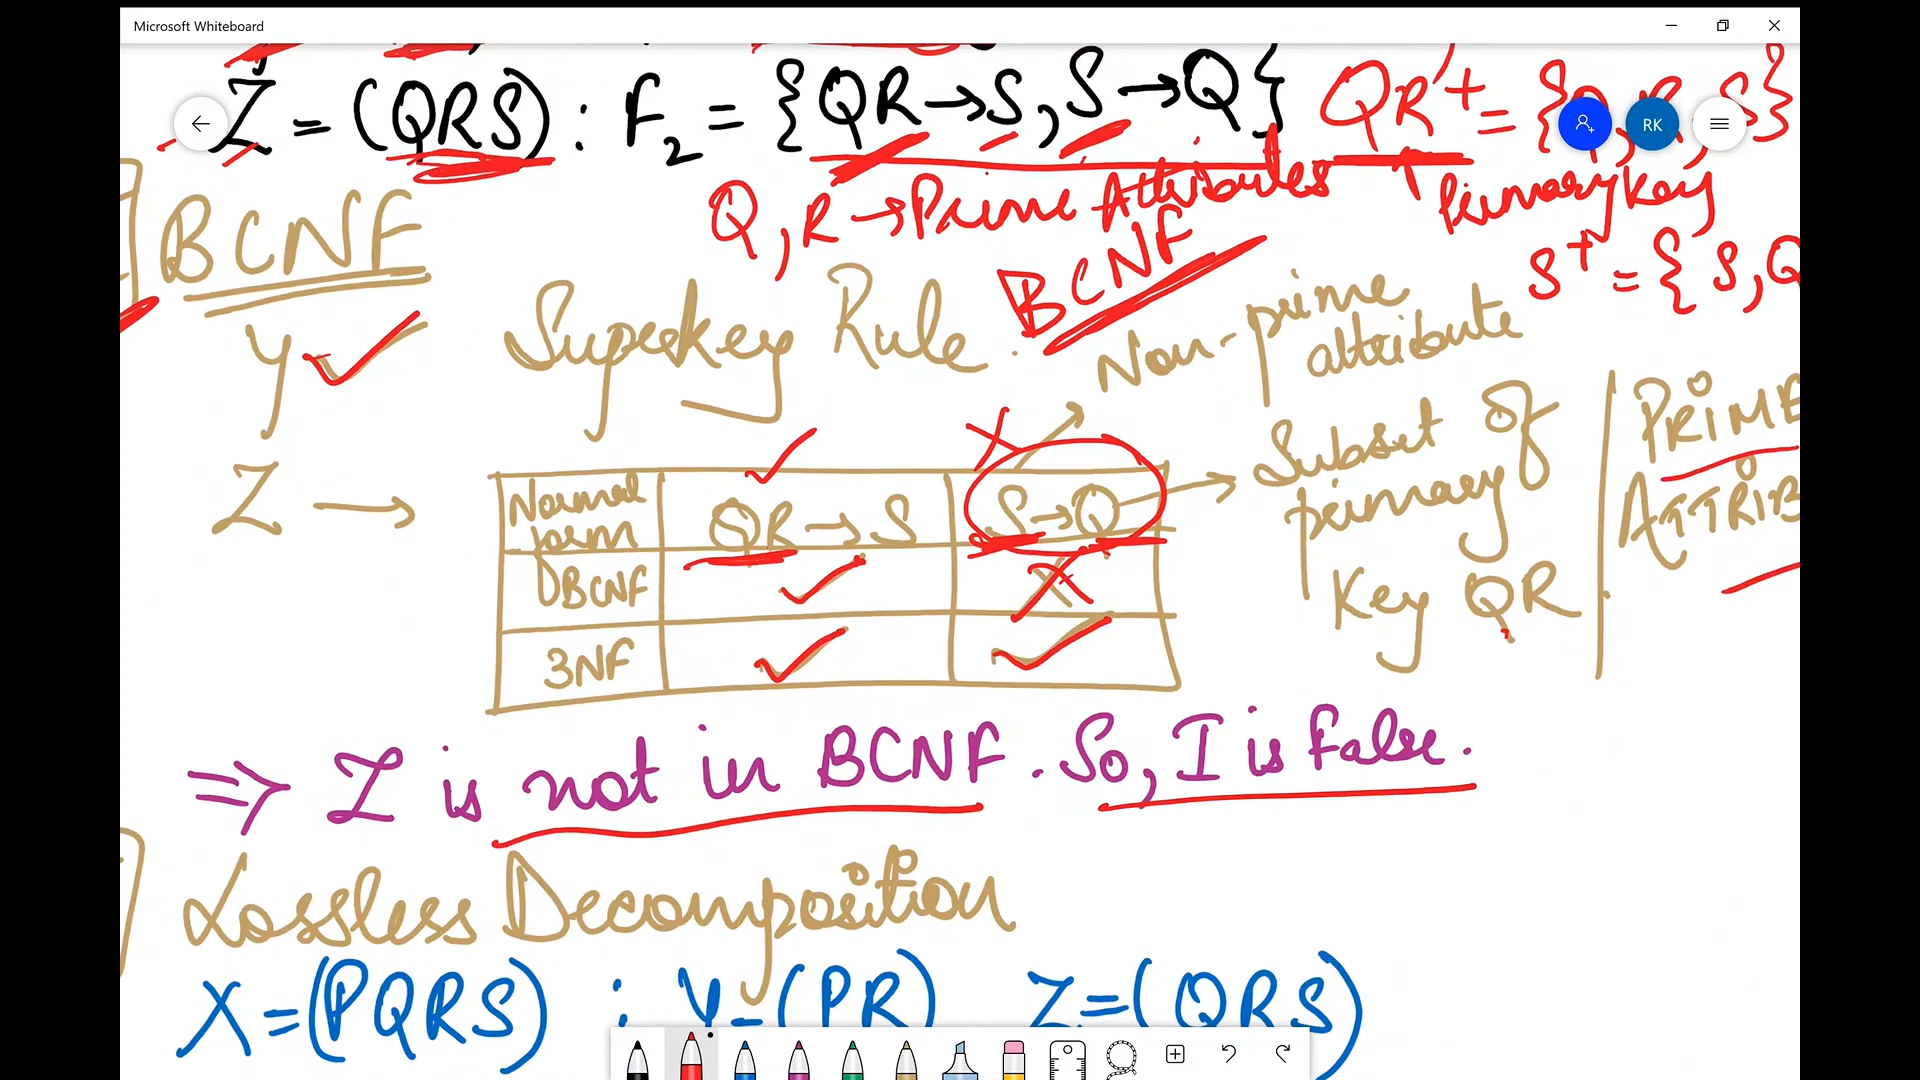 Microsoft Whiteboard
Z = (QRS) : F2 = {QR → S, S → Q} QR+ = {Q, R, S}
RK
Q, R → Prime Attributes Primary Key
BCNF BCNF S+ = {S, Q
Y Superkey Rule. Non-prime attribute
Z → Subset of primary Key QR
PRIME
ATTRIB
Normal form QR → S S → Q
BCNF
3NF
⇒ Z is not in BCNF. So, I is false.
Lossless Decomposition
X = (PQRS) ; Y = (PR) Z = (QRS)